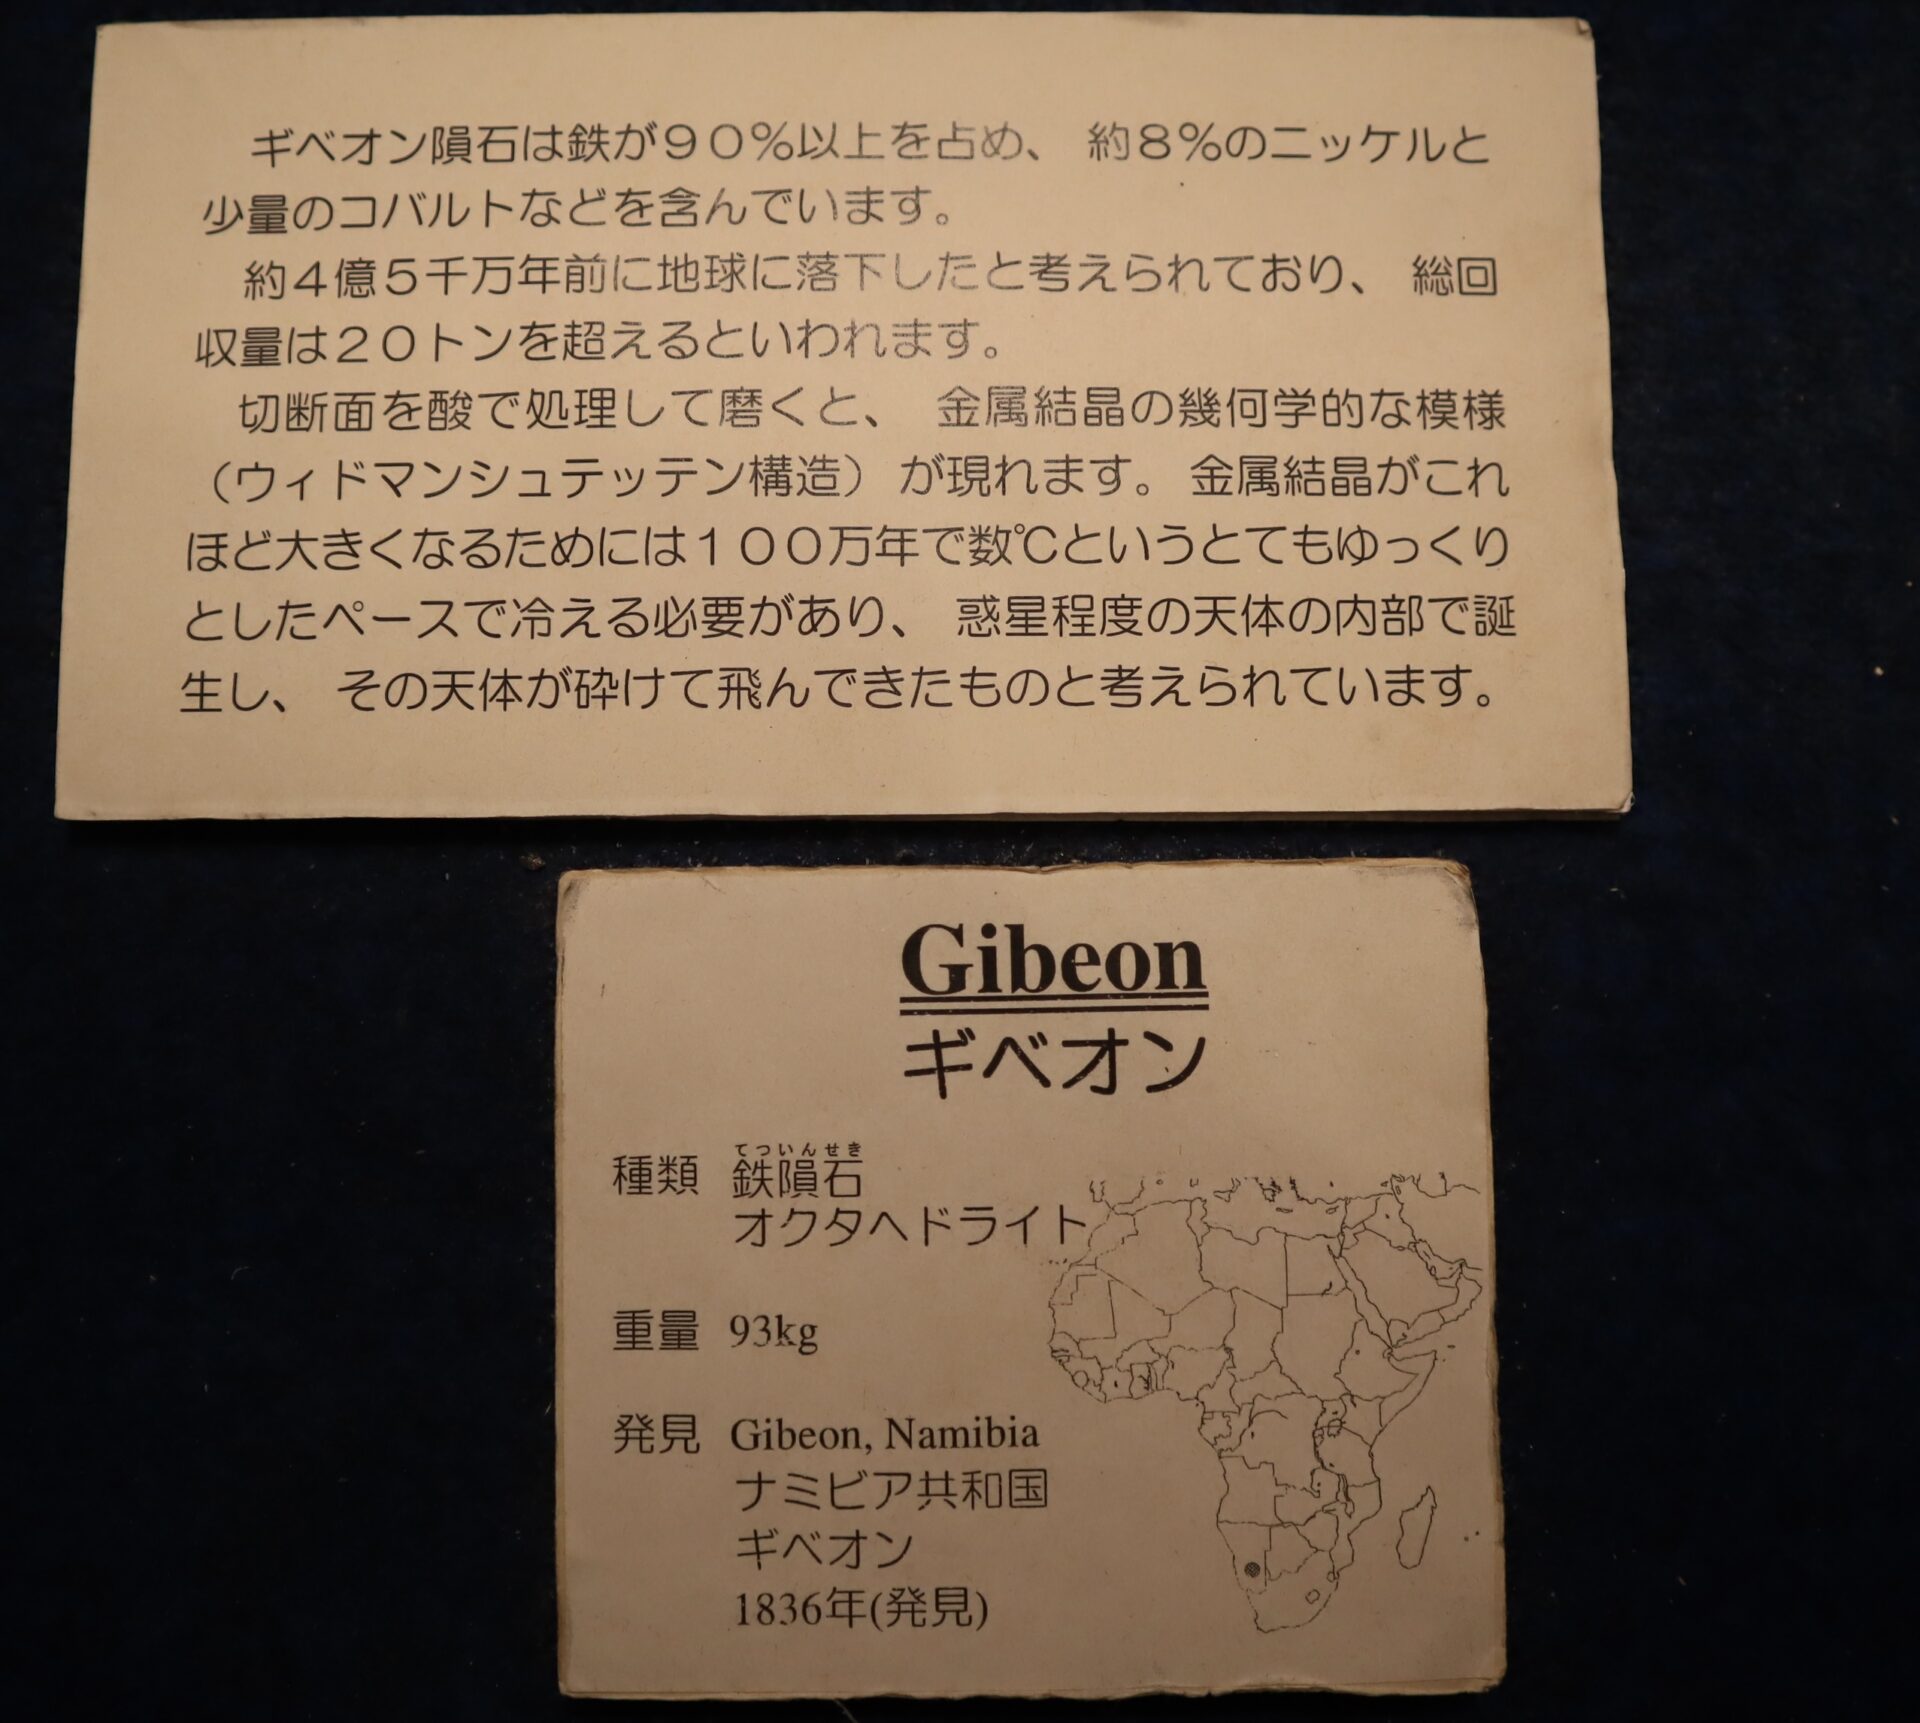 ギベオン隕石は鉄が９０％以上を占め、約８％のニッケルと
少量のコバルトなどを含んでいます。
約４億５千万年前に地球に落下したと考えられており、総回
収量は２０トンを超えるといわれます。
切断面を酸で処理して磨くと、金属結晶の幾何学的な模様
（ウィドマンシュテッテン構造）が現れます。金属結晶がこれ
ほど大きくなるためには１００万年で数℃というとてもゆっくり
としたペースで冷える必要があり、惑星程度の天体の内部で誕
生し、その天体が砕けて飛んできたものと考えられています。
Gibeon
ギベオン
てついんせき
種類 鉄隕石
オクタヘドライト
重量 93kg
発見 Gibeon, Namibia
ナミビア共和国
ギベオン
1836年(発見)